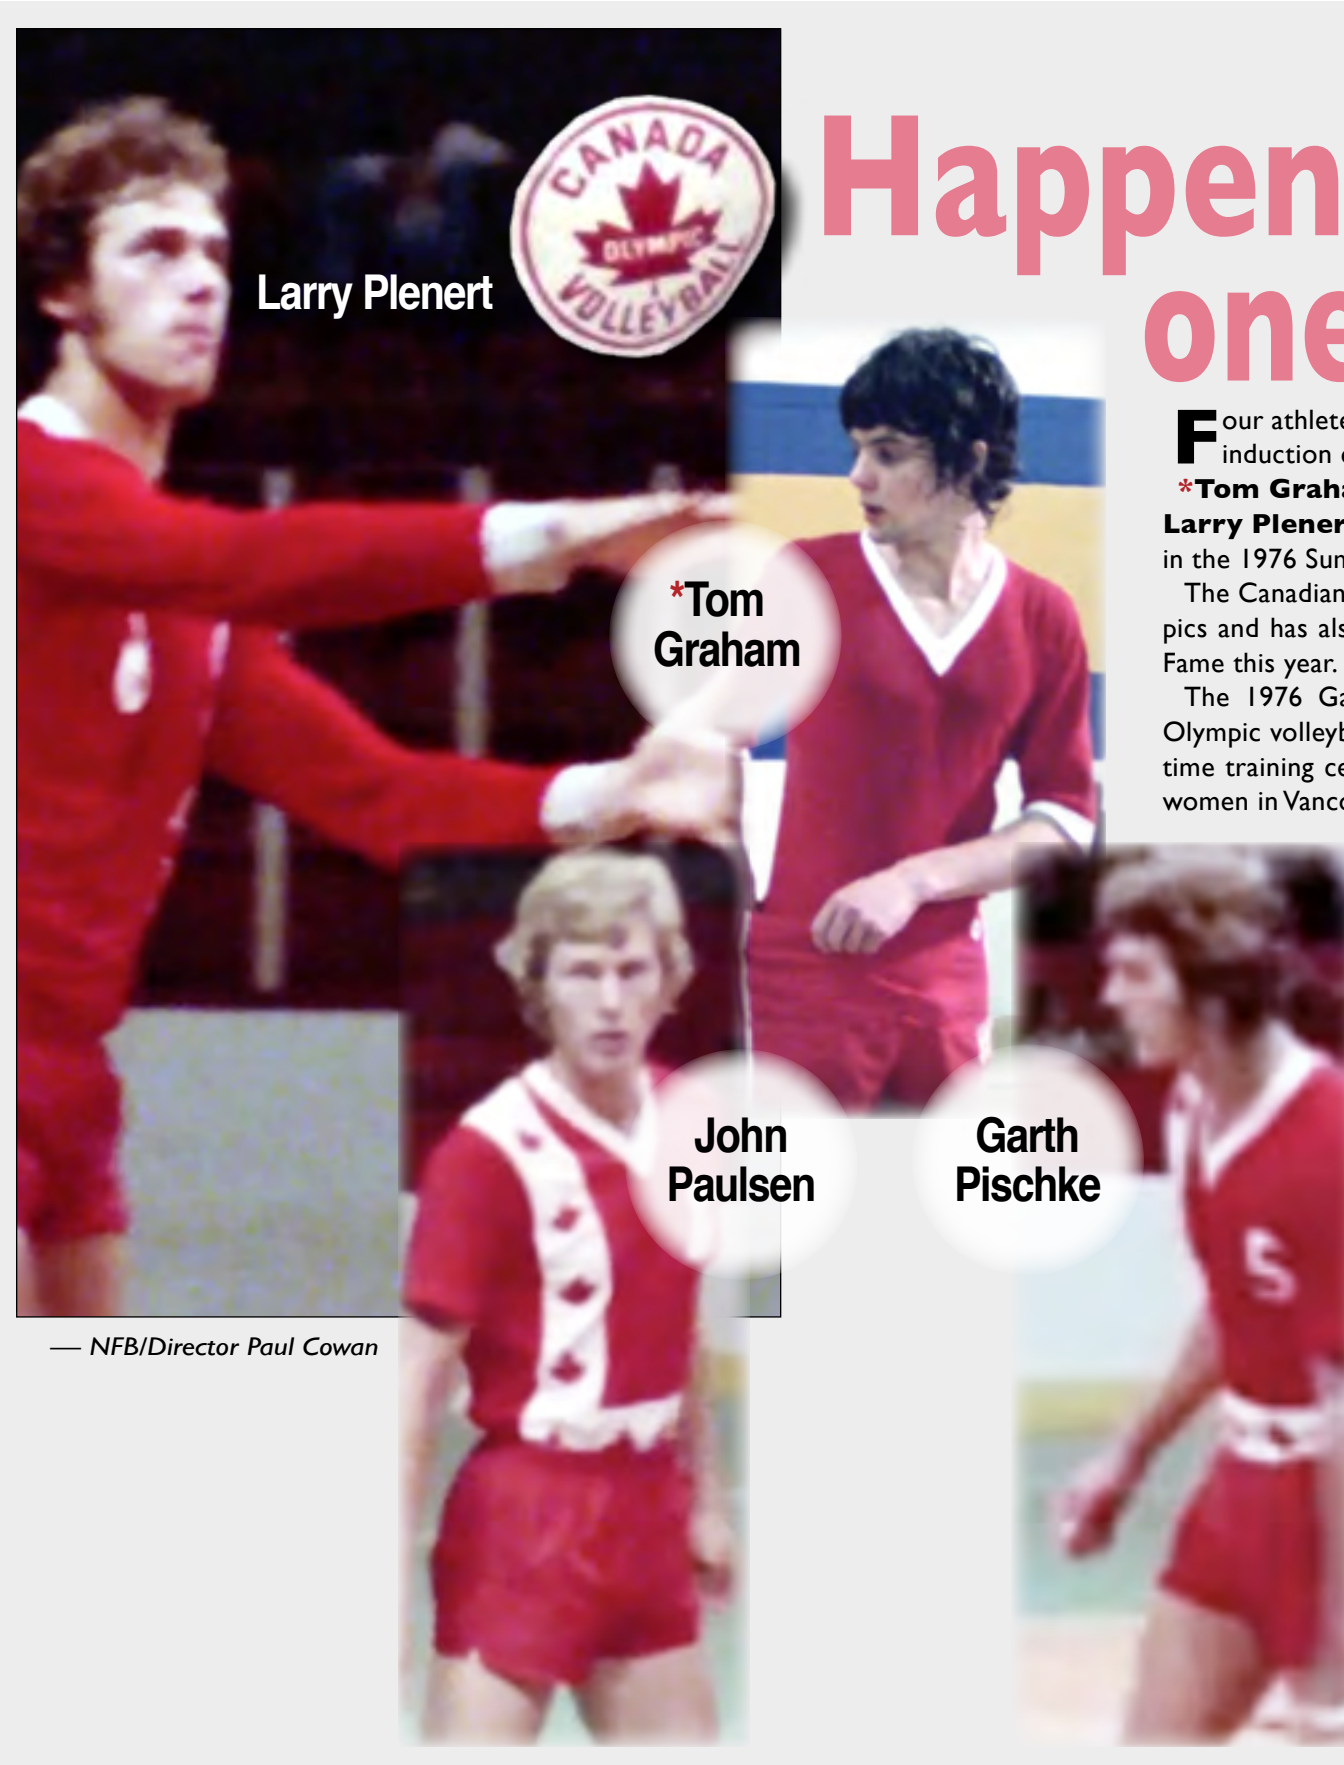 CANADA
OLYMPIC
VOLLEYBALL
Larry Plenert
*Tom
Graham
John
Paulsen
Garth
Pischke
5
— NFB/Director Paul Cowan
Happen
one
Four athlete
induction
*Tom Graha
Larry Plener
in the 1976 Sum
The Canadian
pics and has als
Fame this year.
The 1976 Ga
Olympic volleyb
time training ce
women in Vanco